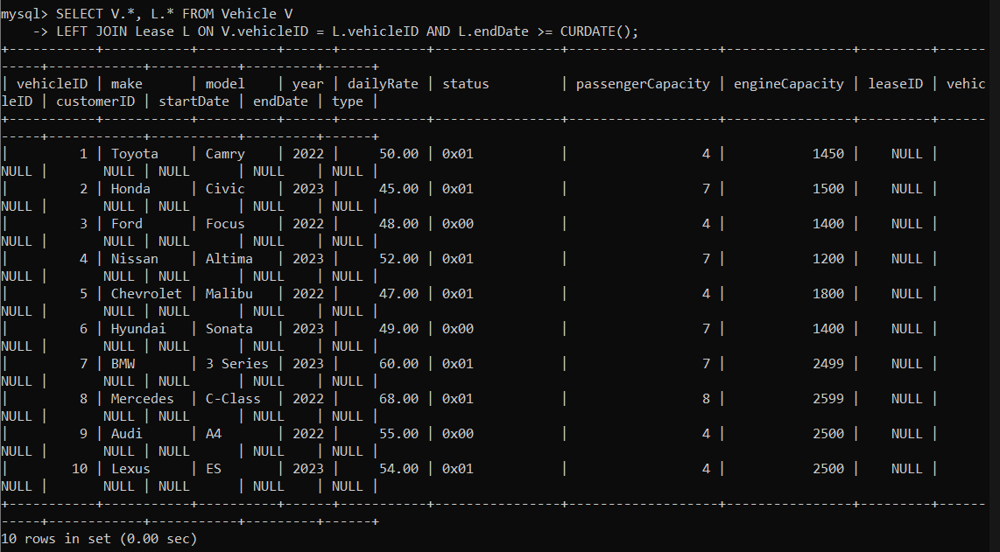 mysql> SELECT V.*, L.* FROM Vehicle V
    -> LEFT JOIN Lease L ON V.vehicleID = L.vehicleID AND L.endDate >= CURDATE();
+-----------+-----------+----------+------+-----------+----------------+-------------------+----------------+---------+------
-----+------------+-----------+---------+------+
| vehicleID | make      | model    | year | dailyRate | status         | passengerCapacity | engineCapacity | leaseID | vehic
leID | customerID | startDate | endDate | type |
+-----------+-----------+----------+------+-----------+----------------+-------------------+----------------+---------+------
-----+------------+-----------+---------+------+
|         1 | Toyota    | Camry    | 2022 |     50.00 | 0x01           |                 4 |           1450 |    NULL |
NULL |       NULL | NULL      | NULL    | NULL |
|         2 | Honda     | Civic    | 2023 |     45.00 | 0x01           |                 7 |           1500 |    NULL |
NULL |       NULL | NULL      | NULL    | NULL |
|         3 | Ford      | Focus    | 2022 |     48.00 | 0x00           |                 4 |           1400 |    NULL |
NULL |       NULL | NULL      | NULL    | NULL |
|         4 | Nissan    | Altima   | 2023 |     52.00 | 0x01           |                 7 |           1200 |    NULL |
NULL |       NULL | NULL      | NULL    | NULL |
|         5 | Chevrolet | Malibu   | 2022 |     47.00 | 0x01           |                 4 |           1800 |    NULL |
NULL |       NULL | NULL      | NULL    | NULL |
|         6 | Hyundai   | Sonata   | 2023 |     49.00 | 0x00           |                 7 |           1400 |    NULL |
NULL |       NULL | NULL      | NULL    | NULL |
|         7 | BMW       | 3 Series | 2023 |     60.00 | 0x01           |                 7 |           2499 |    NULL |
NULL |       NULL | NULL      | NULL    | NULL |
|         8 | Mercedes  | C-Class  | 2022 |     68.00 | 0x01           |                 8 |           2599 |    NULL |
NULL |       NULL | NULL      | NULL    | NULL |
|         9 | Audi      | A4       | 2022 |     55.00 | 0x00           |                 4 |           2500 |    NULL |
NULL |       NULL | NULL      | NULL    | NULL |
|        10 | Lexus     | ES       | 2023 |     54.00 | 0x01           |                 4 |           2500 |    NULL |
NULL |       NULL | NULL      | NULL    | NULL |
+-----------+-----------+----------+------+-----------+----------------+-------------------+----------------+---------+------
-----+------------+-----------+---------+------+
10 rows in set (0.00 sec)